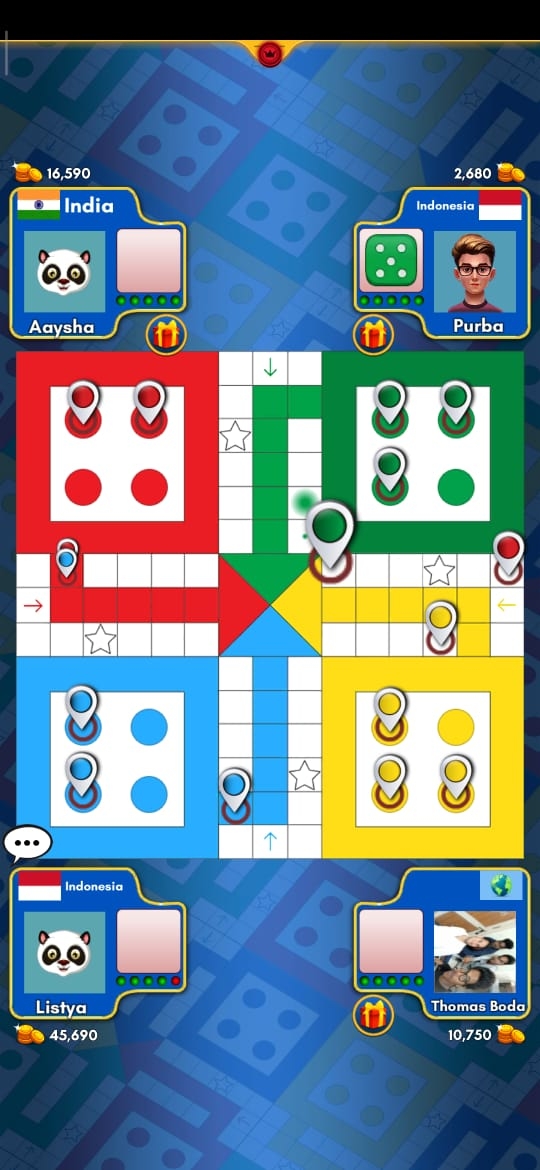 16,590
2,680
India
Indonesia
Aaysha
Purba
Indonesia
Listya
Thomas Boda
45,690
10,750